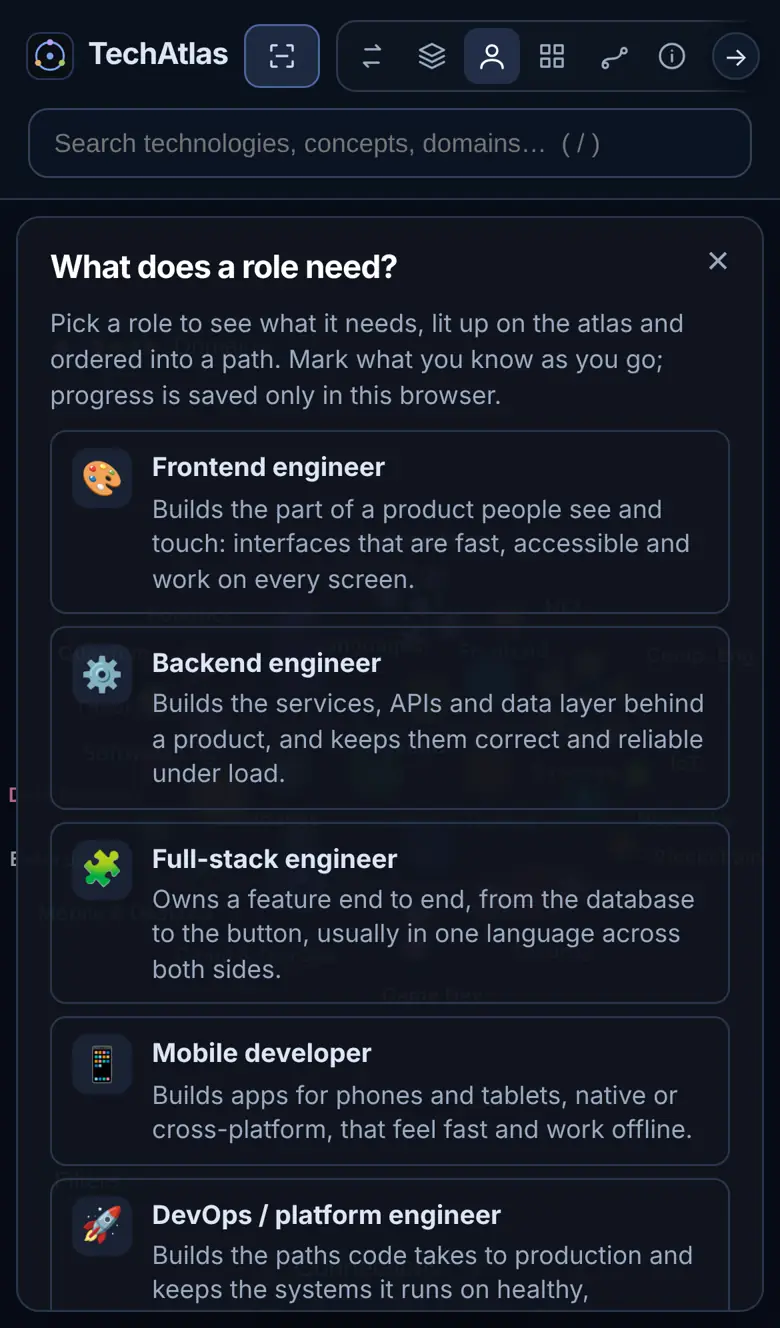 TechAtlas
Search technologies, concepts, domains… ( / )
What does a role need?
Pick a role to see what it needs, lit up on the atlas and
ordered into a path. Mark what you know as you go;
progress is saved only in this browser.
Frontend engineer
Builds the part of a product people see and
touch: interfaces that are fast, accessible and
work on every screen.
Backend engineer
Builds the services, APIs and data layer behind
a product, and keeps them correct and reliable
under load.
Full-stack engineer
Owns a feature end to end, from the database
to the button, usually in one language across
both sides.
Mobile developer
Builds apps for phones and tablets, native or
cross-platform, that feel fast and work offline.
DevOps / platform engineer
Builds the paths code takes to production and
keeps the systems it runs on healthy,